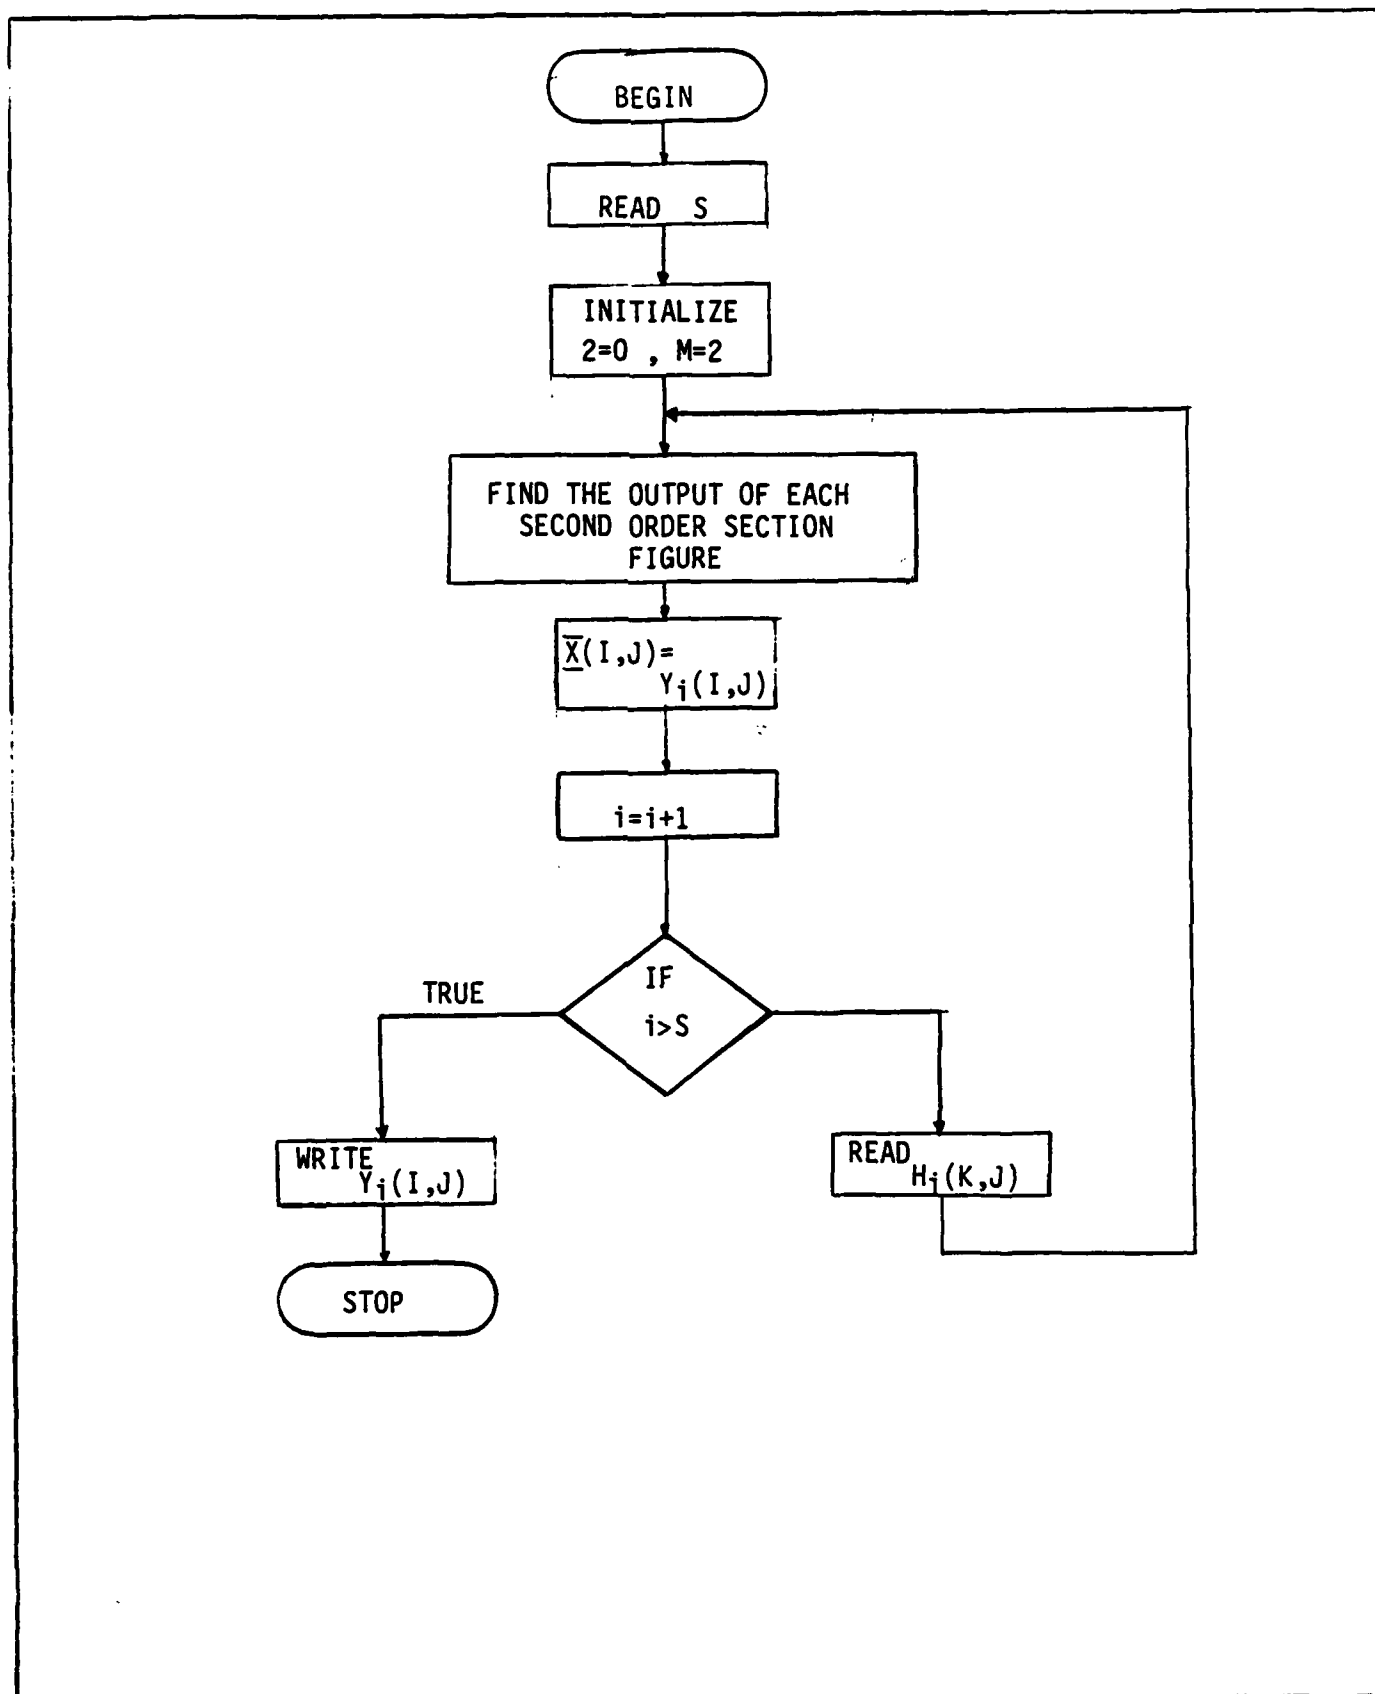 BEGIN
READ S
INITIALIZE
2=0 , M=2
FIND THE OUTPUT OF EACH
SECOND ORDER SECTION
FIGURE
X(I,J)=
Yi(I,J)
i=i+1
IF
i>S
TRUE
WRITE
Yi(I,J)
READ
Hi(K,J)
STOP